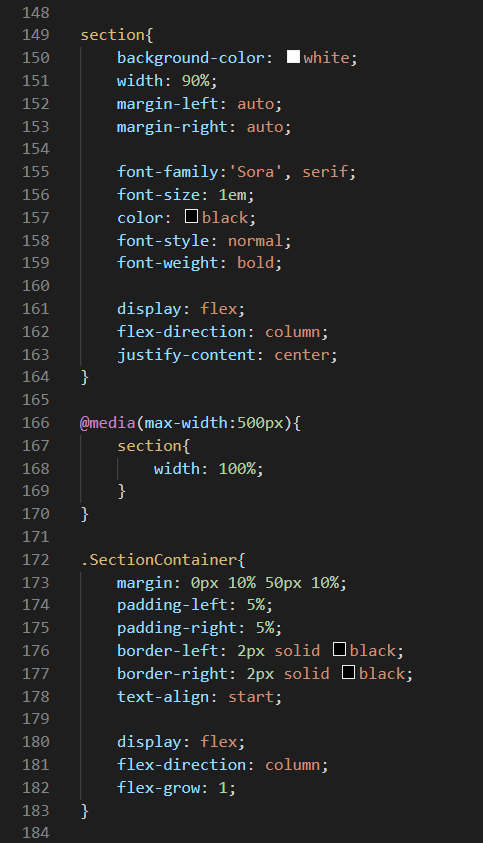 148
149 section{
150 background-color: white;
151 width: 90%;
152 margin-left: auto;
153 margin-right: auto;
154
155 font-family:'Sora', serif;
156 font-size: 1em;
157 color: black;
158 font-style: normal;
159 font-weight: bold;
160
161 display: flex;
162 flex-direction: column;
163 justify-content: center;
164 }
165
166 @media(max-width:500px){
167 section{
168 width: 100%;
169 }
170 }
171
172 .SectionContainer{
173 margin: 0px 10% 50px 10%;
174 padding-left: 5%;
175 padding-right: 5%;
176 border-left: 2px solid black;
177 border-right: 2px solid black;
178 text-align: start;
179
180 display: flex;
181 flex-direction: column;
182 flex-grow: 1;
183 }
184